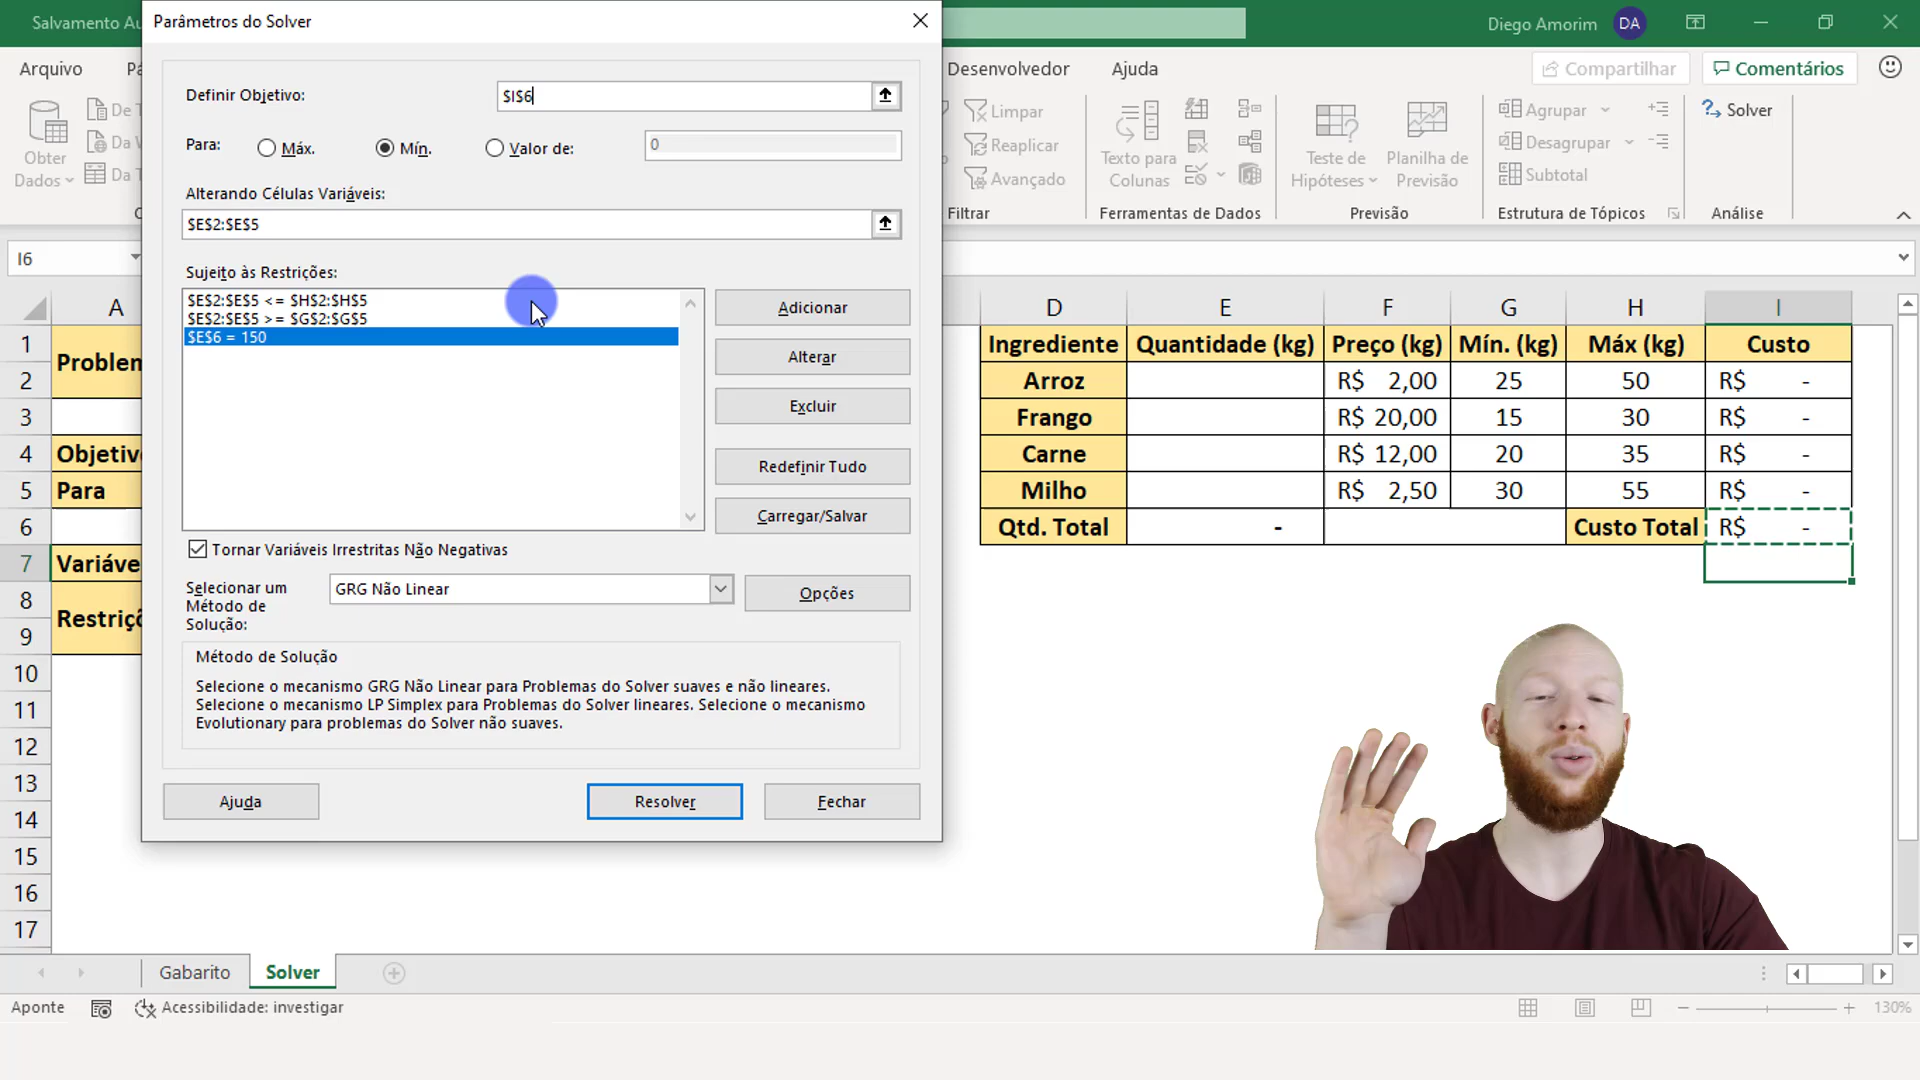 Salvamento Au
Diego Amorim
DA
Parâmetros do Solver
Arquivo
Pá
Desenvolvedor
Ajuda
Compartilhar
Comentários
Obter
Dados
De T
Da W
Da T
Limpar
Reaplicar
Avançado
Filtrar
Texto para
Colunas
Ferramentas de Dados
Teste de
Hipóteses
Planilha de
Previsão
Previsão
Agrupar
Desagrupar
Subtotal
Estrutura de Tópicos
Solver
Análise
I6
Definir Objetivo:
$I$6
Para:
Máx.
Mín.
Valor de:
0
Alterando Células Variáveis:
$E$2:$E$5
Sujeito às Restrições:
$E$2:$E$5 <= $H$2:$H$5
$E$2:$E$5 >= $G$2:$G$5
$E$6 = 150
Adicionar
Alterar
Excluir
Redefinir Tudo
Carregar/Salvar
Tornar Variáveis Irrestritas Não Negativas
Selecionar um
Método de
Solução:
GRG Não Linear
Opções
Método de Solução
Selecione o mecanismo GRG Não Linear para Problemas do Solver suaves e não lineares.
Selecione o mecanismo LP Simplex para Problemas do Solver lineares. Selecione o mecanismo
Evolutionary para problemas do Solver não suaves.
Ajuda
Resolver
Fechar
A D E F G H I
1 Problem Ingrediente Quantidade (kg) Preço (kg) Mín. (kg) Máx (kg) Custo
2 Arroz R$ 2,00 25 50 R$ -
3 Frango R$ 20,00 15 30 R$ -
4 Objetivo Carne R$ 12,00 20 35 R$ -
5 Para Milho R$ 2,50 30 55 R$ -
6 Qtd. Total - Custo Total R$ -
7 Variáve
8 Restriçõ
9
10
11
12
13
14
15
16
17
Gabarito
Solver
Aponte
Acessibilidade: investigar
130%